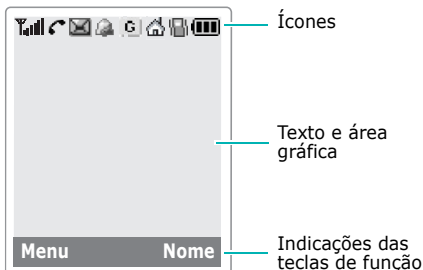 Ícones
G
Texto e área
gráfica
Menu Nome
Indicações das
teclas de função